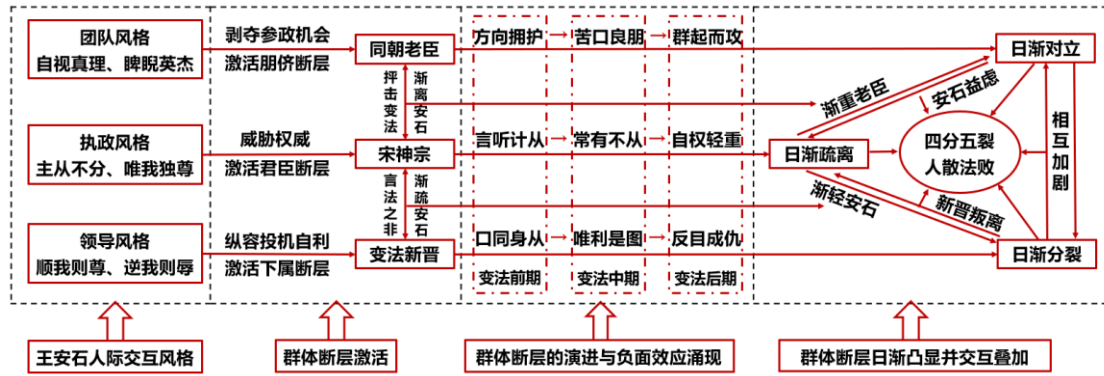 团队风格
自视真理、睥睨英杰
剥夺参政机会
激活朋侪断层
同朝老臣
方向拥护
苦口良朋
群起而攻
日渐对立
抨击变法
渐离安石
渐重老臣
安石益虑
执政风格
主从不分、唯我独尊
威胁权威
激活君臣断层
宋神宗
言听计从
常有不从
自权轻重
日渐疏离
四分五裂
人散法败
相互加剧
言法之非
渐疏安石
渐轻安石
新晋叛离
领导风格
顺我则尊、逆我则辱
纵容投机自利
激活下属断层
变法新晋
口同身从
唯利是图
反目成仇
日渐分裂
变法前期
变法中期
变法后期
王安石人际交互风格
群体断层激活
群体断层的演进与负面效应涌现
群体断层日渐凸显并交互叠加